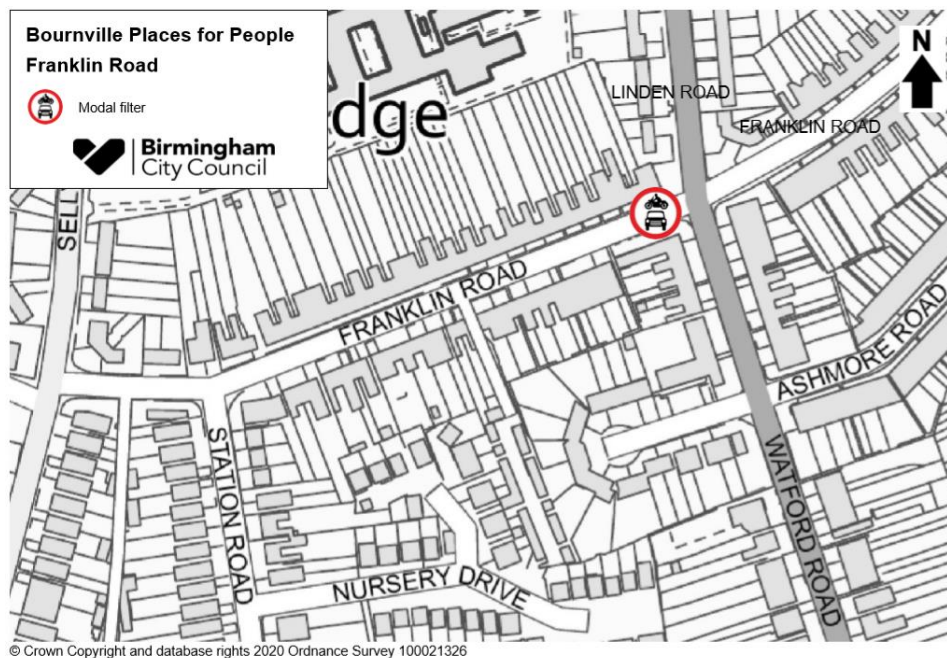 Bournville Places for People
Franklin Road
Modal filter
Birmingham
City Council
dge
N
LINDEN ROAD
FRANKLIN ROAD
SELL
FRANKLIN ROAD
ASHMORE ROAD
STATION ROAD
WATFORD ROAD
NURSERY DRIVE
© Crown Copyright and database rights 2020 Ordnance Survey 100021326